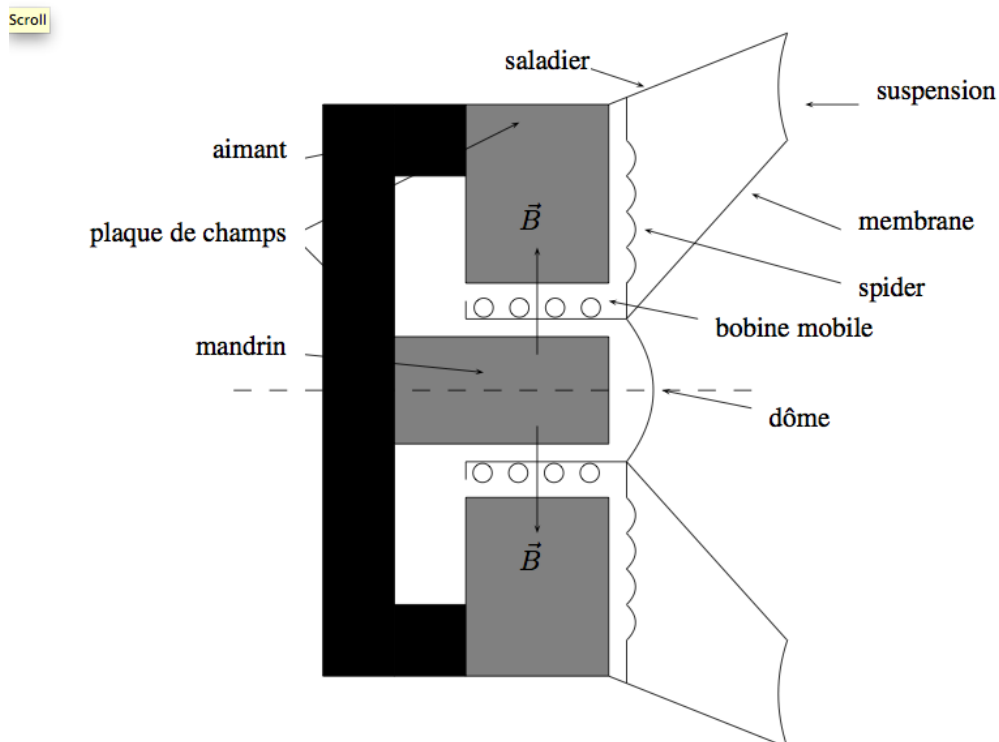 Scroll
saladier
suspension
aimant
plaque de champs
B
membrane
spider
bobine mobile
mandrin
dôme
B